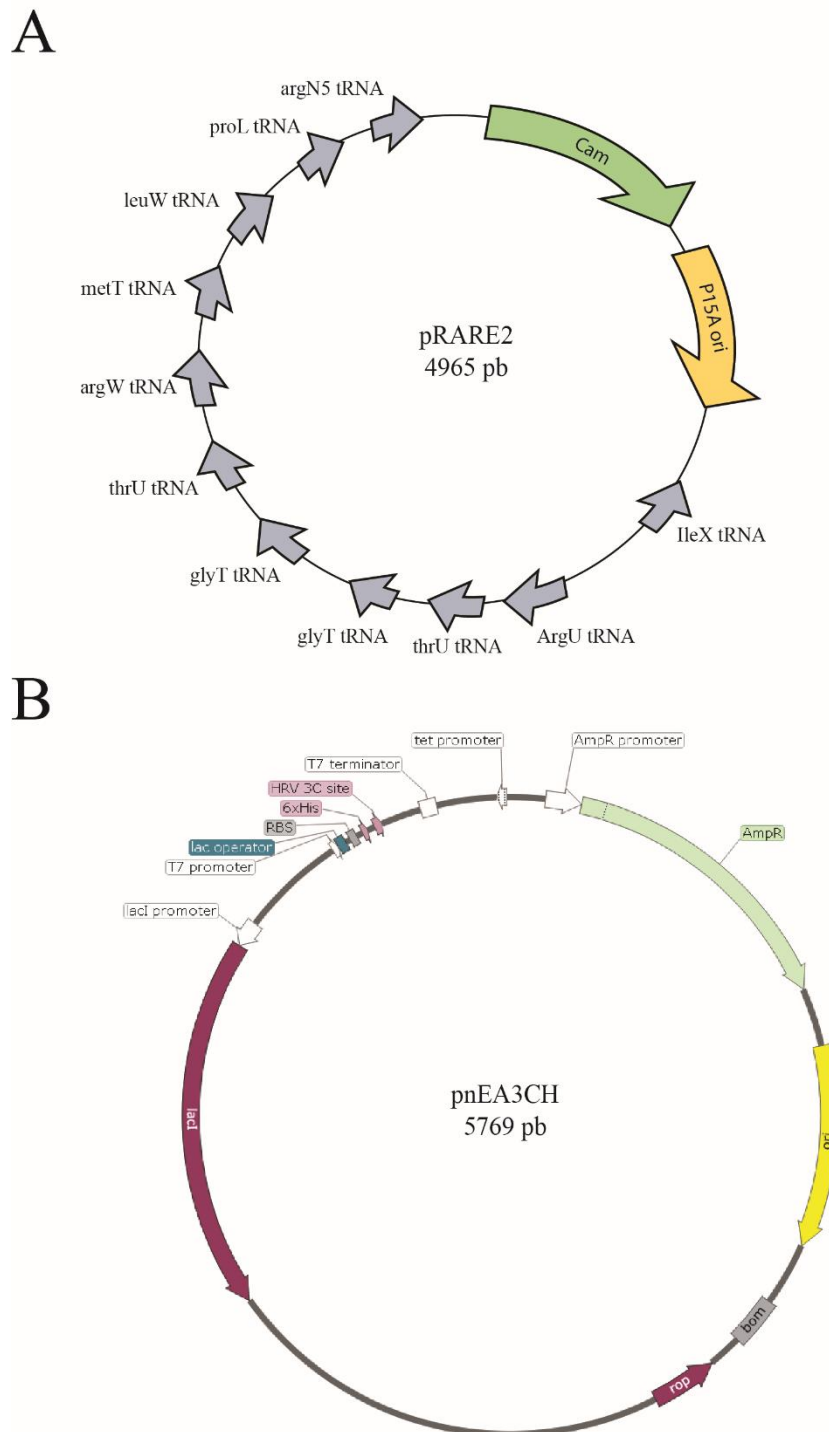 A
argN5 tRNA
proL tRNA
Cam
leuW tRNA
metT tRNA
P15A ori
pRARE2
4965 pb
argW tRNA
thrU tRNA
IleX tRNA
glyT tRNA
glyT tRNA
thrU tRNA
ArgU tRNA
B
tet promoter
AmpR promoter
T7 terminator
HRV 3C site
6xHis
RBS
lac operator
T7 promoter
AmpR
lacI promoter
pnEA3CH
5769 pb
lacI
ori
bom
rop